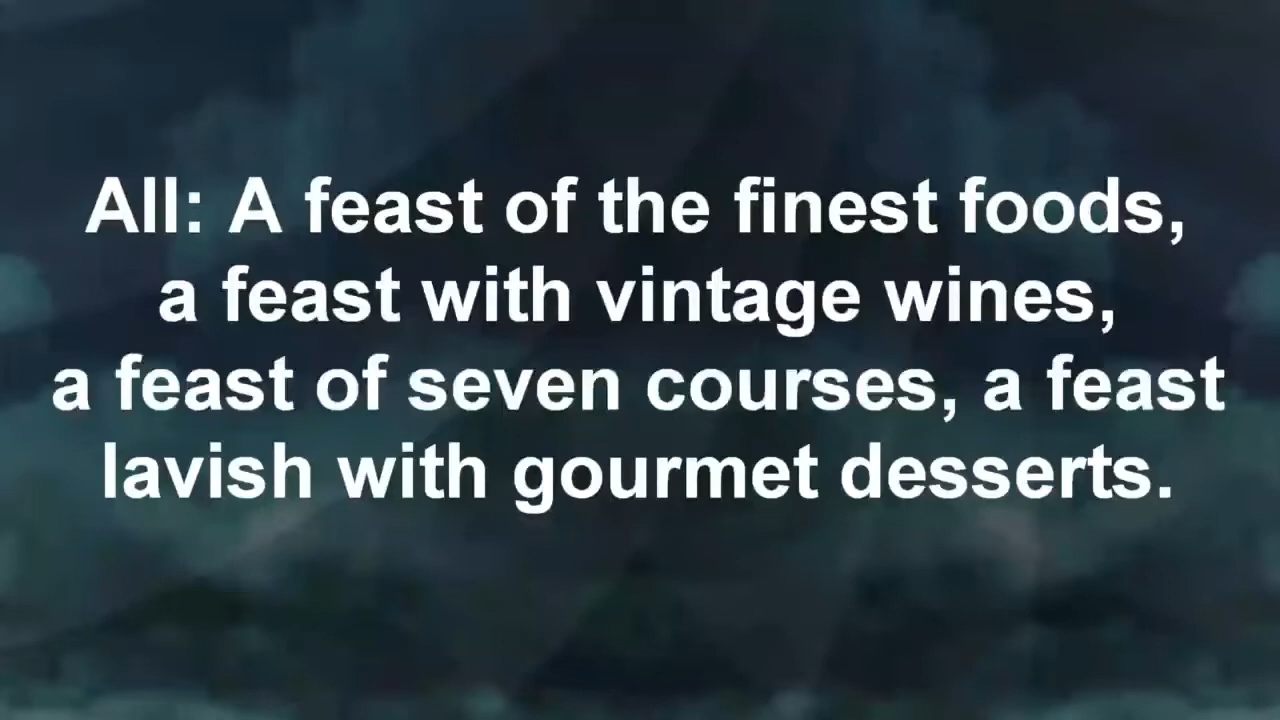 All: A feast of the finest foods,
a feast with vintage wines,
a feast of seven courses, a feast
lavish with gourmet desserts.